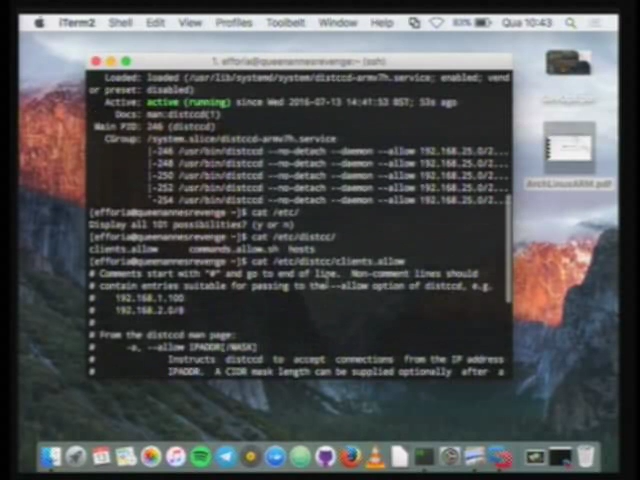 iTerm2 Shell Edit View Profiles Toolbelt Window Help 83% Qua 10:43
1. efforia@queenannesrevenge:~ (ssh)
Loaded: loaded (/usr/lib/systemd/system/distccd-armv7h.service; enabled; vend
or preset: disabled)
Active: active (running) since Wed 2016-07-13 14:41:53 BST; 53s ago
Docs: man:distccd(1)
Main PID: 246 (distccd)
CGroup: /system.slice/distccd-armv7h.service
|-246 /usr/bin/distccd --no-detach --daemon --allow 192.168.25.0/2...
|-248 /usr/bin/distccd --no-detach --daemon --allow 192.168.25.0/2...
|-250 /usr/bin/distccd --no-detach --daemon --allow 192.168.25.0/2...
|-252 /usr/bin/distccd --no-detach --daemon --allow 192.168.25.0/2...
`-254 /usr/bin/distccd --no-detach --daemon --allow 192.168.25.0/2...
[efforia@queenannesrevenge ~]$ cat /etc/
Display all 101 possibilities? (y or n)
[efforia@queenannesrevenge ~]$ cat /etc/distcc/
clients.allow commands.allow.sh hosts
[efforia@queenannesrevenge ~]$ cat /etc/distcc/clients.allow
# Comments start with "#" and go to end of line. Non-comment lines should
# contain entries suitable for passing to the --allow option of distccd, e.g.
# 192.168.1.100
# 192.168.2.0/8
#
# From the distccd man page:
# -a, --allow IPADDR[/MASK]
# Instructs distccd to accept connections from the IP address
# IPADDR. A CIDR mask length can be supplied optionally after a
ArchLinuxARM.pdf